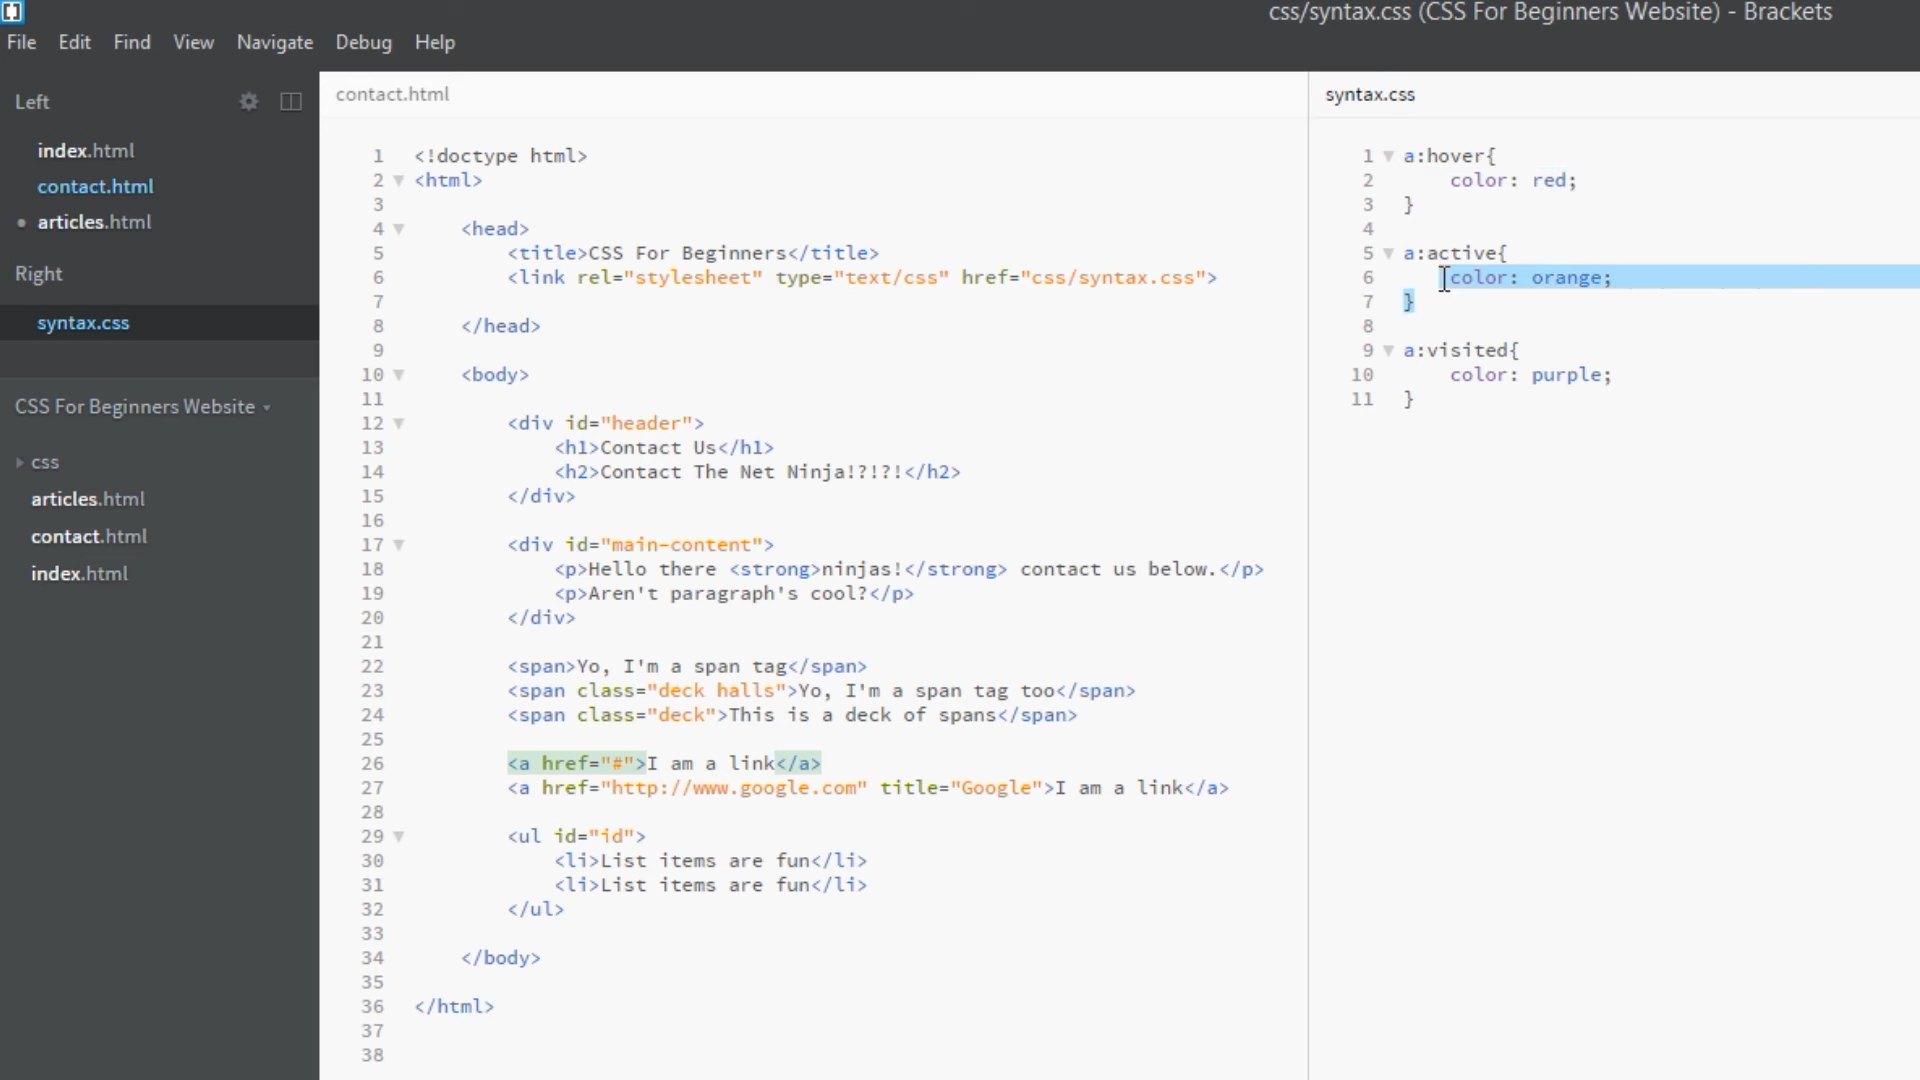 css/syntax.css (CSS For Beginners Website) - Brackets
File Edit Find View Navigate Debug Help
Left
index.html
contact.html
articles.html
Right
syntax.css
CSS For Beginners Website
css
articles.html
contact.html
index.html
contact.html
1 <!doctype html>
2 <html>
3
4 <head>
5 <title>CSS For Beginners</title>
6 <link rel="stylesheet" type="text/css" href="css/syntax.css">
7
8 </head>
9
10 <body>
11
12 <div id="header">
13 <h1>Contact Us</h1>
14 <h2>Contact The Net Ninja!?!?!</h2>
15 </div>
16
17 <div id="main-content">
18 <p>Hello there <strong>ninjas!</strong> contact us below.</p>
19 <p>Aren't paragraph's cool?</p>
20 </div>
21
22 <span>Yo, I'm a span tag</span>
23 <span class="deck halls">Yo, I'm a span tag too</span>
24 <span class="deck">This is a deck of spans</span>
25
26 <a href="#">I am a link</a>
27 <a href="http://www.google.com" title="Google">I am a link</a>
28
29 <ul id="id">
30 <li>List items are fun</li>
31 <li>List items are fun</li>
32 </ul>
33
34 </body>
35
36 </html>
37
38
syntax.css
1 a:hover{
2 color: red;
3 }
4
5 a:active{
6 color: orange;
7 }
8
9 a:visited{
10 color: purple;
11 }